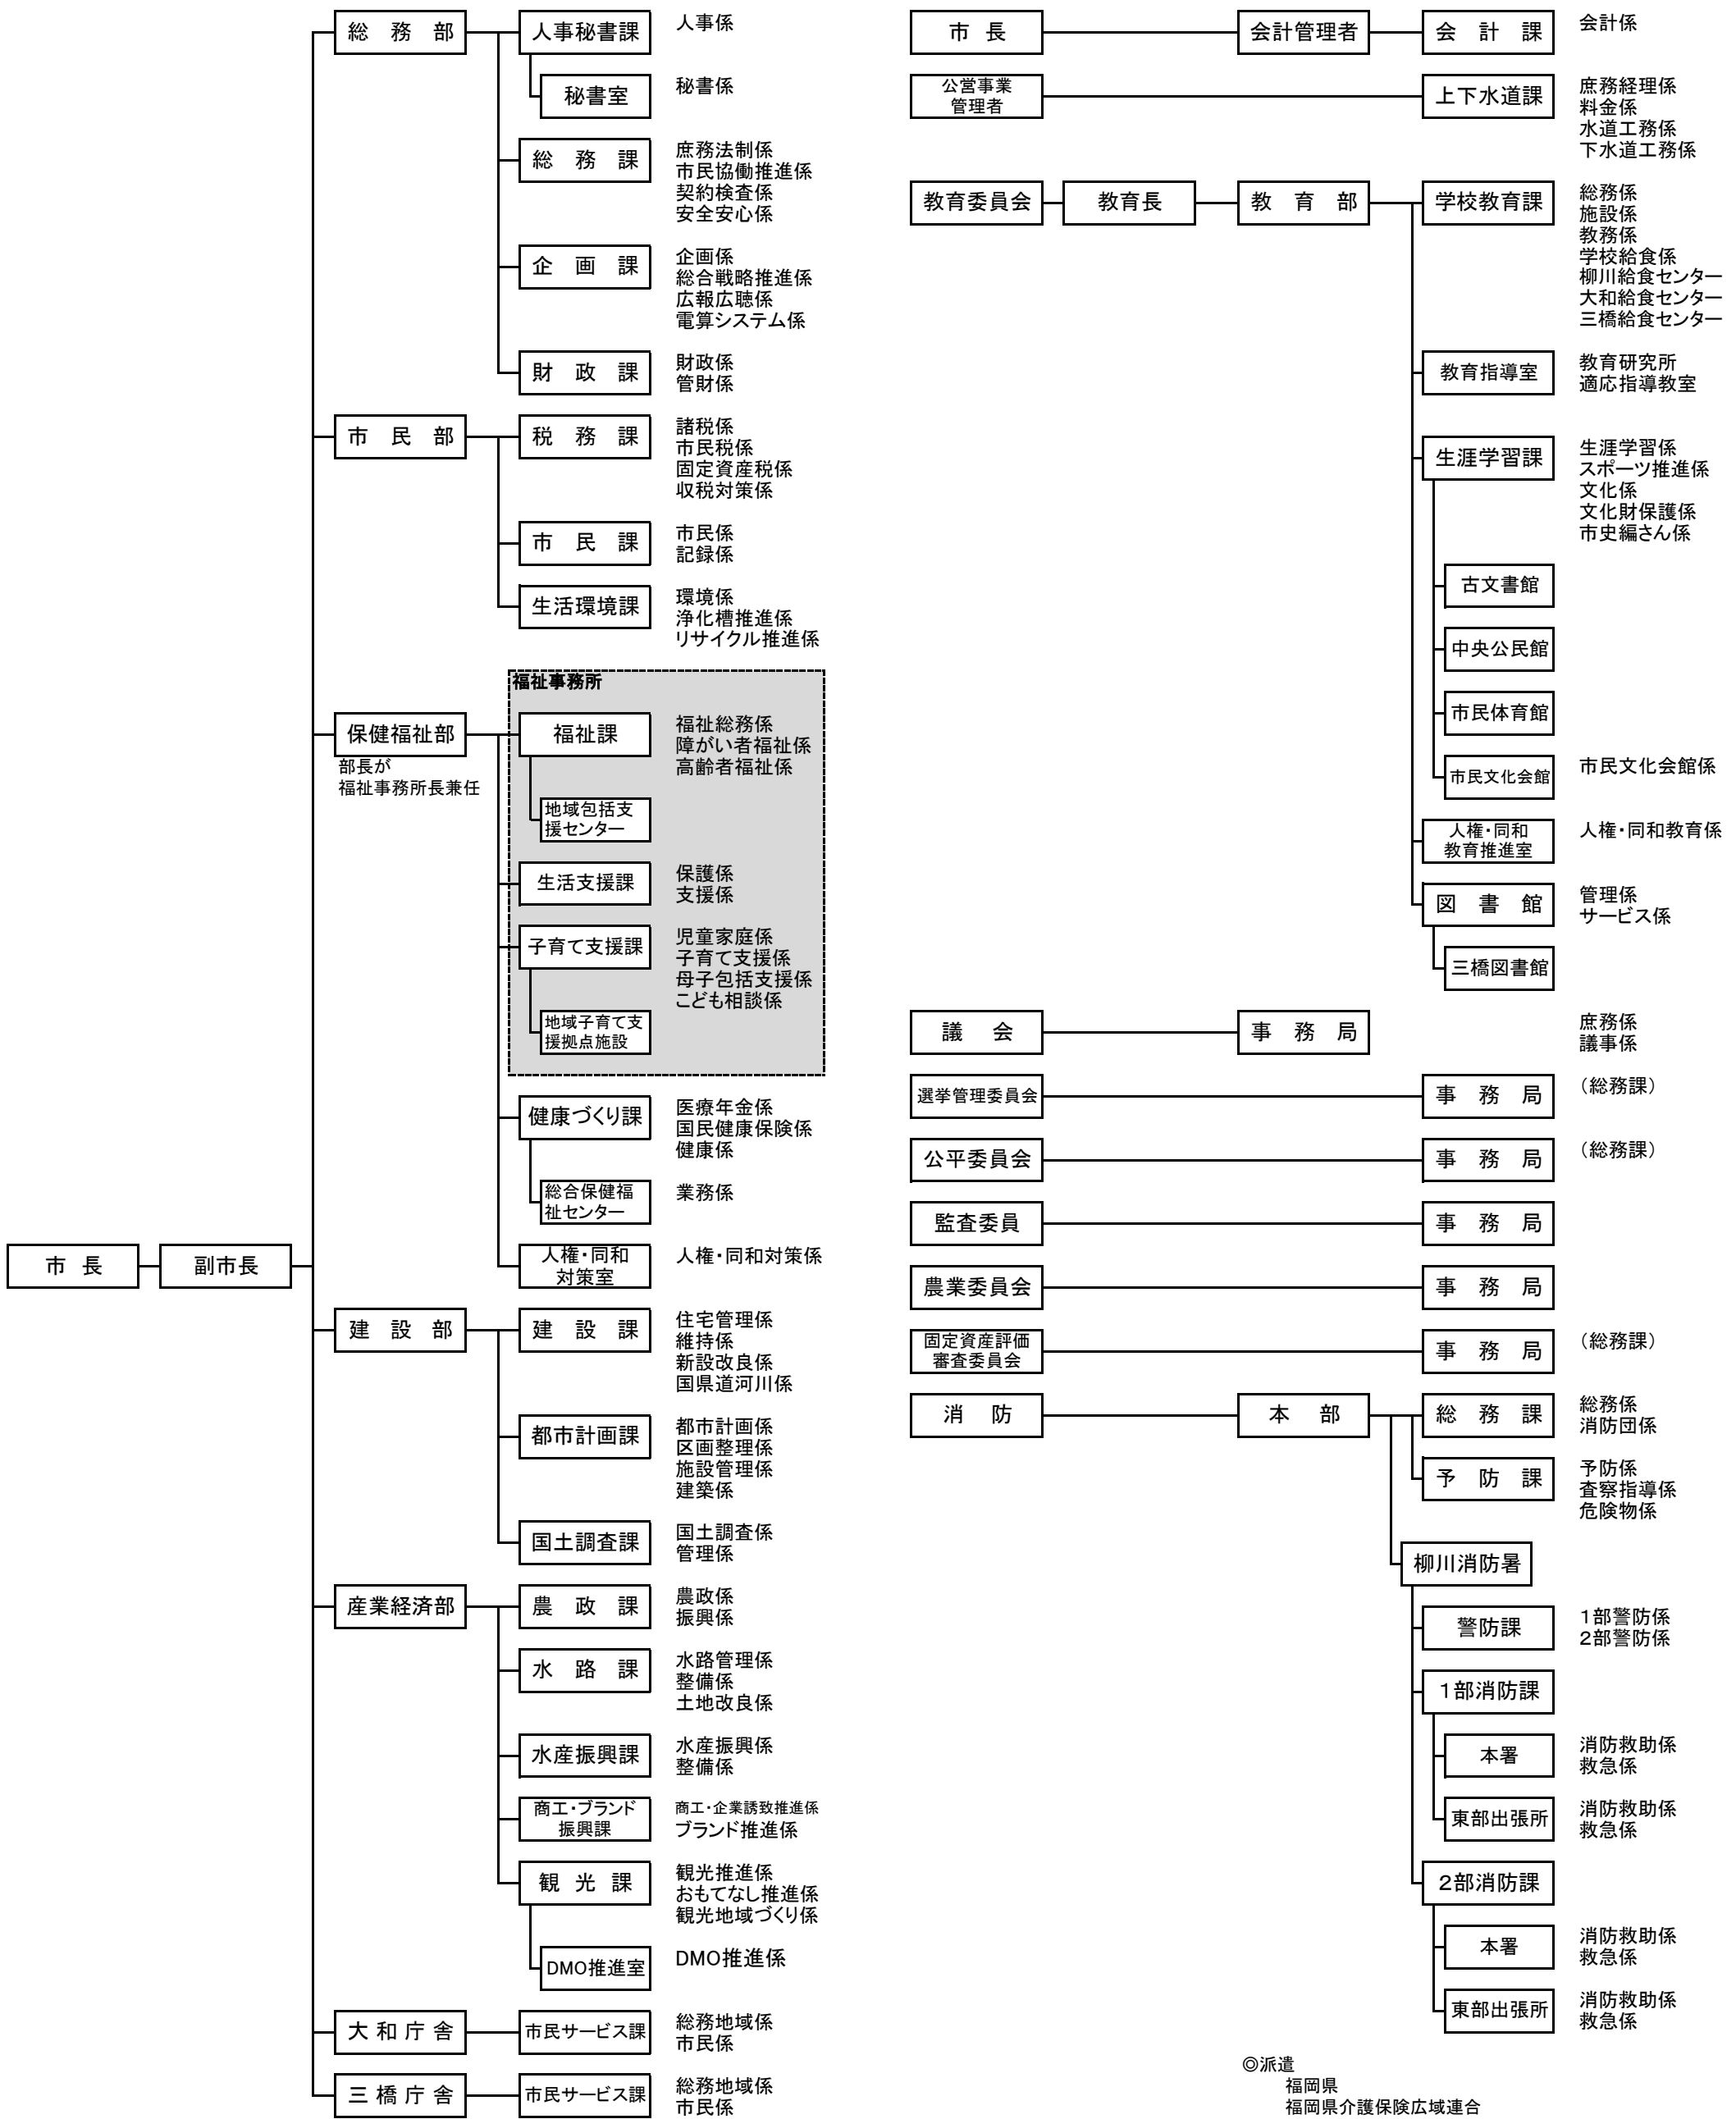 市 長
副市長
総 務 部
人事秘書課
人事係
秘書室
秘書係
総 務 課
庶務法制係
市民協働推進係
契約検査係
安全安心係
企 画 課
企画係
総合戦略推進係
広報広聴係
電算システム係
財 政 課
財政係
管財係
市 民 部
税 務 課
諸税係
市民税係
固定資産税係
収税対策係
市 民 課
市民係
記録係
生活環境課
環境係
浄化槽推進係
リサイクル推進係
保健福祉部
部長が
福祉事務所長兼任
福祉事務所
福祉課
福祉総務係
障がい者福祉係
高齢者福祉係
地域包括支
援センター
生活支援課
保護係
支援係
子育て支援課
児童家庭係
子育て支援係
母子包括支援係
こども相談係
地域子育て支
援拠点施設
健康づくり課
医療年金係
国民健康保険係
健康係
総合保健福
祉センター
業務係
人権・同和
対策室
人権・同和対策係
建 設 部
建 設 課
住宅管理係
維持係
新設改良係
国県道河川係
都市計画課
都市計画係
区画整理係
施設管理係
建築係
国土調査課
国土調査係
管理係
産業経済部
農 政 課
農政係
振興係
水 路 課
水路管理係
整備係
土地改良係
水産振興課
水産振興係
整備係
商工・ブランド
振興課
商工・企業誘致推進係
ブランド推進係
観 光 課
観光推進係
おもてなし推進係
観光地域づくり係
DMO推進室
DMO推進係
大 和 庁 舎
市民サービス課
総務地域係
市民係
三 橋 庁 舎
市民サービス課
総務地域係
市民係
市 長
会計管理者
会 計 課
会計係
公営事業
管理者
上下水道課
庶務経理係
料金係
水道工務係
下水道工務係
教育委員会
教育長
教 育 部
学校教育課
総務係
施設係
教務係
学校給食係
柳川給食センター
大和給食センター
三橋給食センター
教育指導室
教育研究所
適応指導教室
生涯学習課
生涯学習係
スポーツ推進係
文化係
文化財保護係
市史編さん係
古文書館
中央公民館
市民体育館
市民文化会館
市民文化会館係
人権・同和
教育推進室
人権・同和教育係
図 書 館
管理係
サービス係
三橋図書館
議 会
事 務 局
庶務係
議事係
選挙管理委員会
事 務 局
（総務課）
公平委員会
事 務 局
（総務課）
監査委員
事 務 局
農業委員会
事 務 局
固定資産評価
審査委員会
事 務 局
（総務課）
消 防
本 部
総 務 課
総務係
消防団係
予 防 課
予防係
査察指導係
危険物係
柳川消防署
警防課
1部警防係
2部警防係
1部消防課
本署
消防救助係
救急係
東部出張所
消防救助係
救急係
2部消防課
本署
消防救助係
救急係
東部出張所
消防救助係
救急係
◎派遣
福岡県
福岡県介護保険広域連合